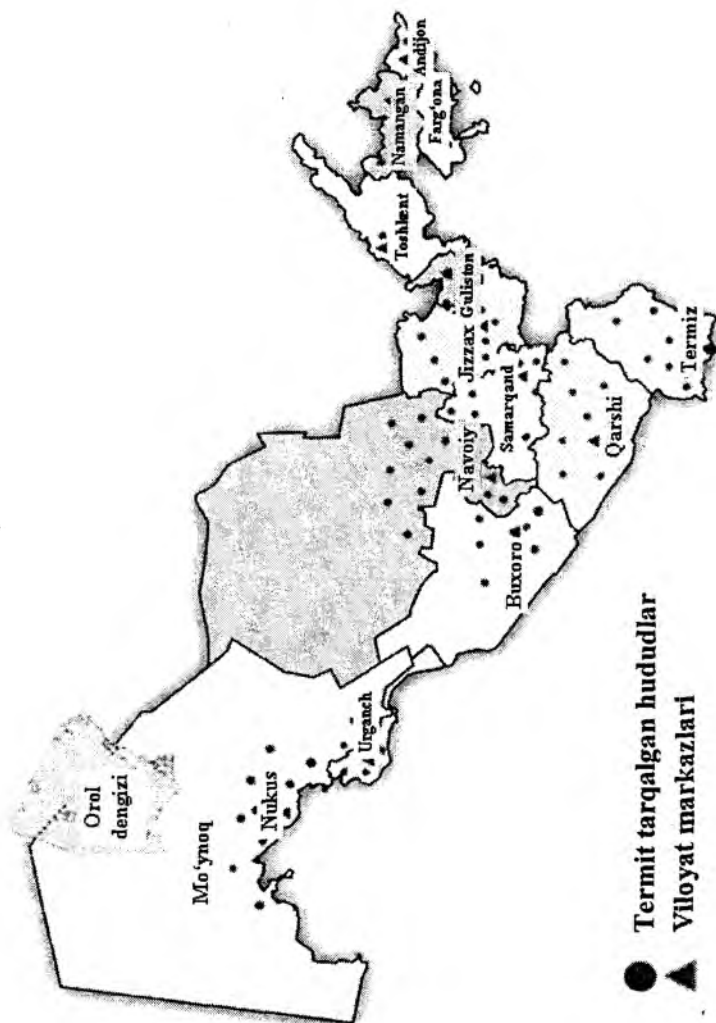 Orol
dengizi
Mo‘ynoq
Nukus
Urganch
Buxoro
Navoiy
Samarqand
Jizzax
Guliston
Toshkent
Namangan
Andijon
Farg‘ona
Qarshi
Termiz
Termit tarqalgan hududlar
Viloyat markazlari